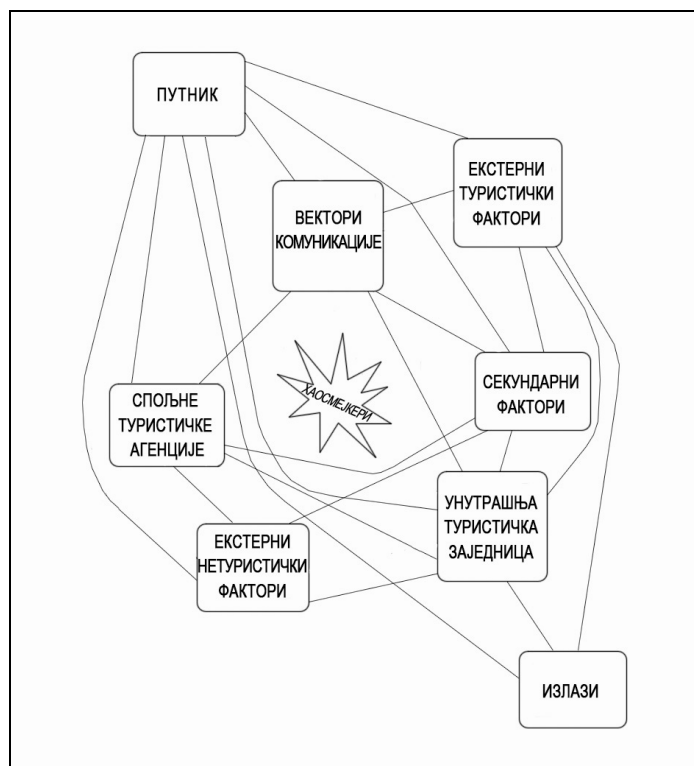 ПУТНИК
ЕКСТЕРНИ
ТУРИСТИЧКИ
ФАКТОРИ
ВЕКТОРИ
КОМУНИКАЦИЈЕ
ХАОСМЕЈКЕРИ
СЕКУНДАРНИ
ФАКТОРИ
СПОЉНЕ
ТУРИСТИЧКЕ
АГЕНЦИЈЕ
УНУТРАШЊА
ТУРИСТИЧКА
ЗАЈЕДНИЦА
ЕКСТЕРНИ
НЕТУРИСТИЧКИ
ФАКТОРИ
ИЗЛАЗИ